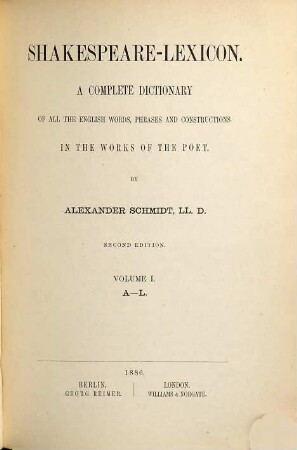 SHAKESPEARE-LEXICON.
A COMPLETE DICTIONARY
OF ALL THE ENGLISH WORDS, PHRASES AND CONSTRUCTIONS
IN THE WORKS OF THE POET.
BY
ALEXANDER SCHMIDT, LL. D.
SECOND EDITION.
VOLUME I.
A—L.
1886.
BERLIN. LONDON.
GEORG REIMER. WILLIAMS & NORGATE.